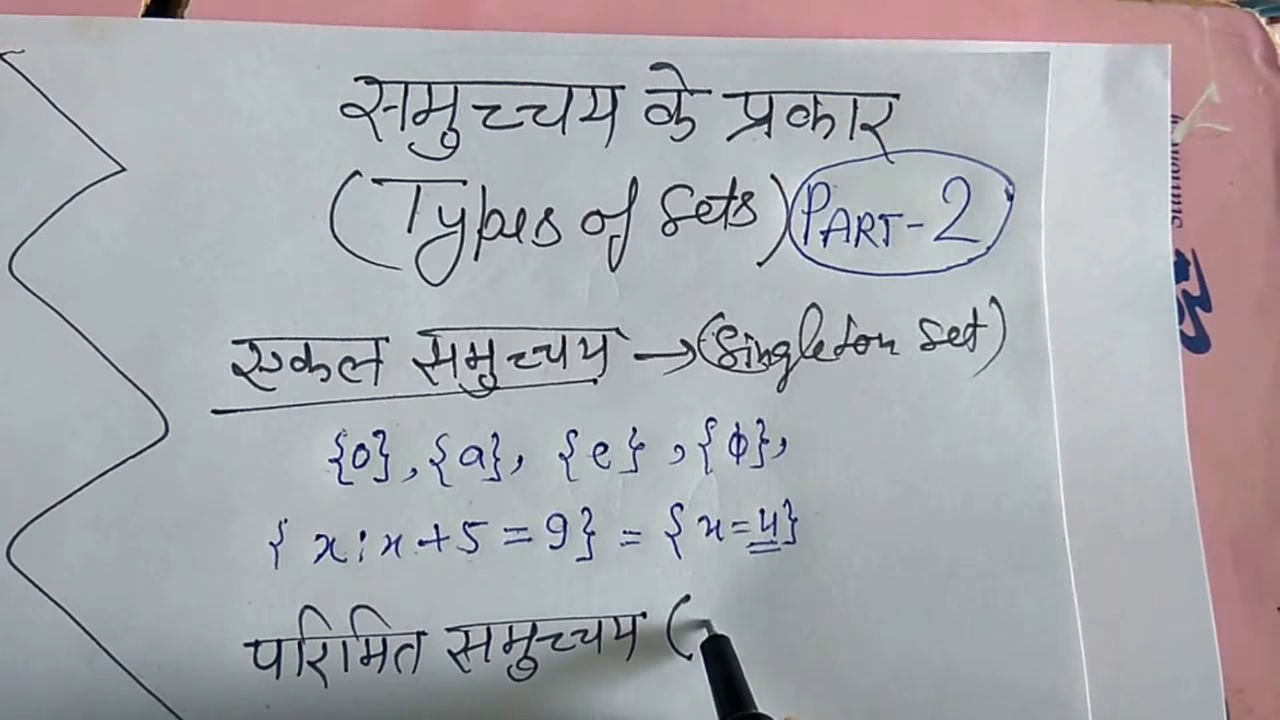 समुच्चय के प्रकार
(Types of Sets) PART-2
एकल समुच्चय → (Singleton set)
{0}, {a}, {e}, {ϕ},
{x:x+5=9} = {x=4}
परिमित समुच्चय (